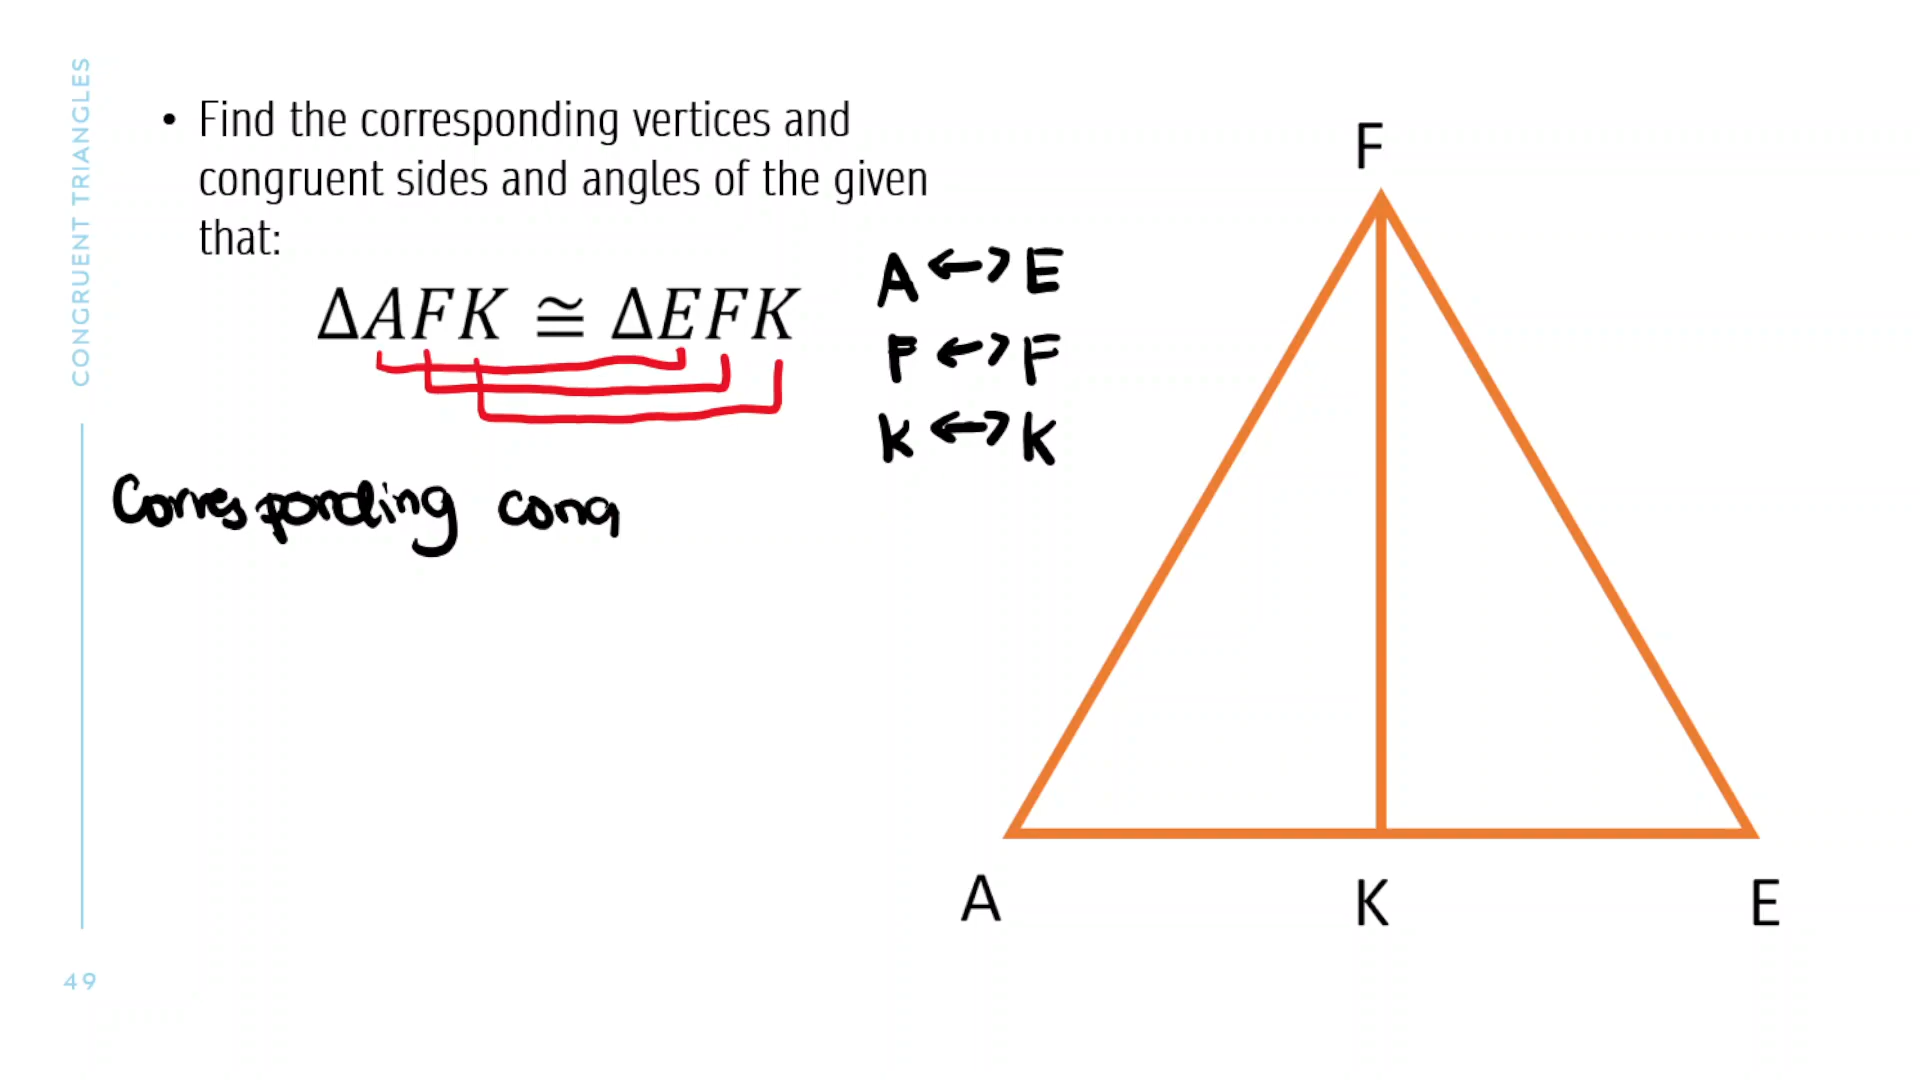 CONGRUENT TRIANGLES
• Find the corresponding vertices and
congruent sides and angles of the given
that:
ΔAFK ≅ ΔEFK
A ↔ E
F ↔ F
K ↔ K
Corresponding cong
F
A
K
E
49